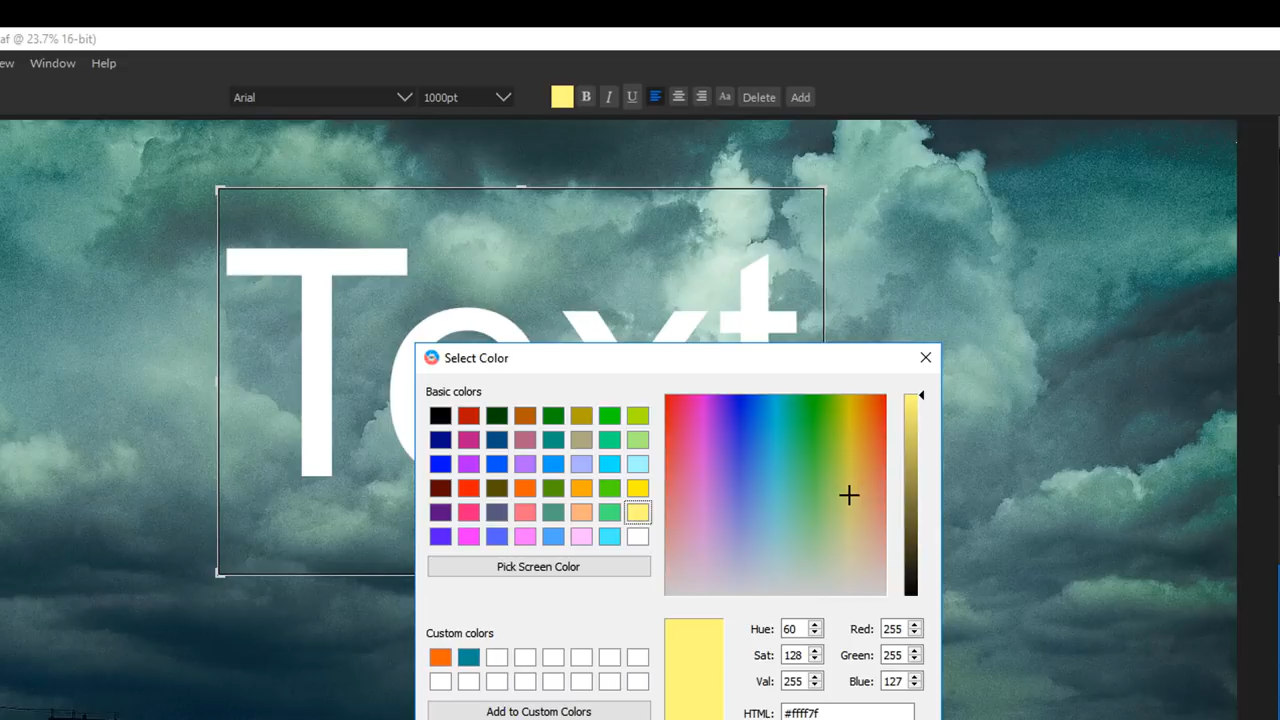 af @ 23.7% 16-bit)
ew Window Help
Arial 1000pt B I U Aa Delete Add
Text
Select Color
Basic colors
Pick Screen Color
Custom colors
Hue: 60 Red: 255
Sat: 128 Green: 255
Val: 255 Blue: 127
HTML: #ffff7f
Add to Custom Colors